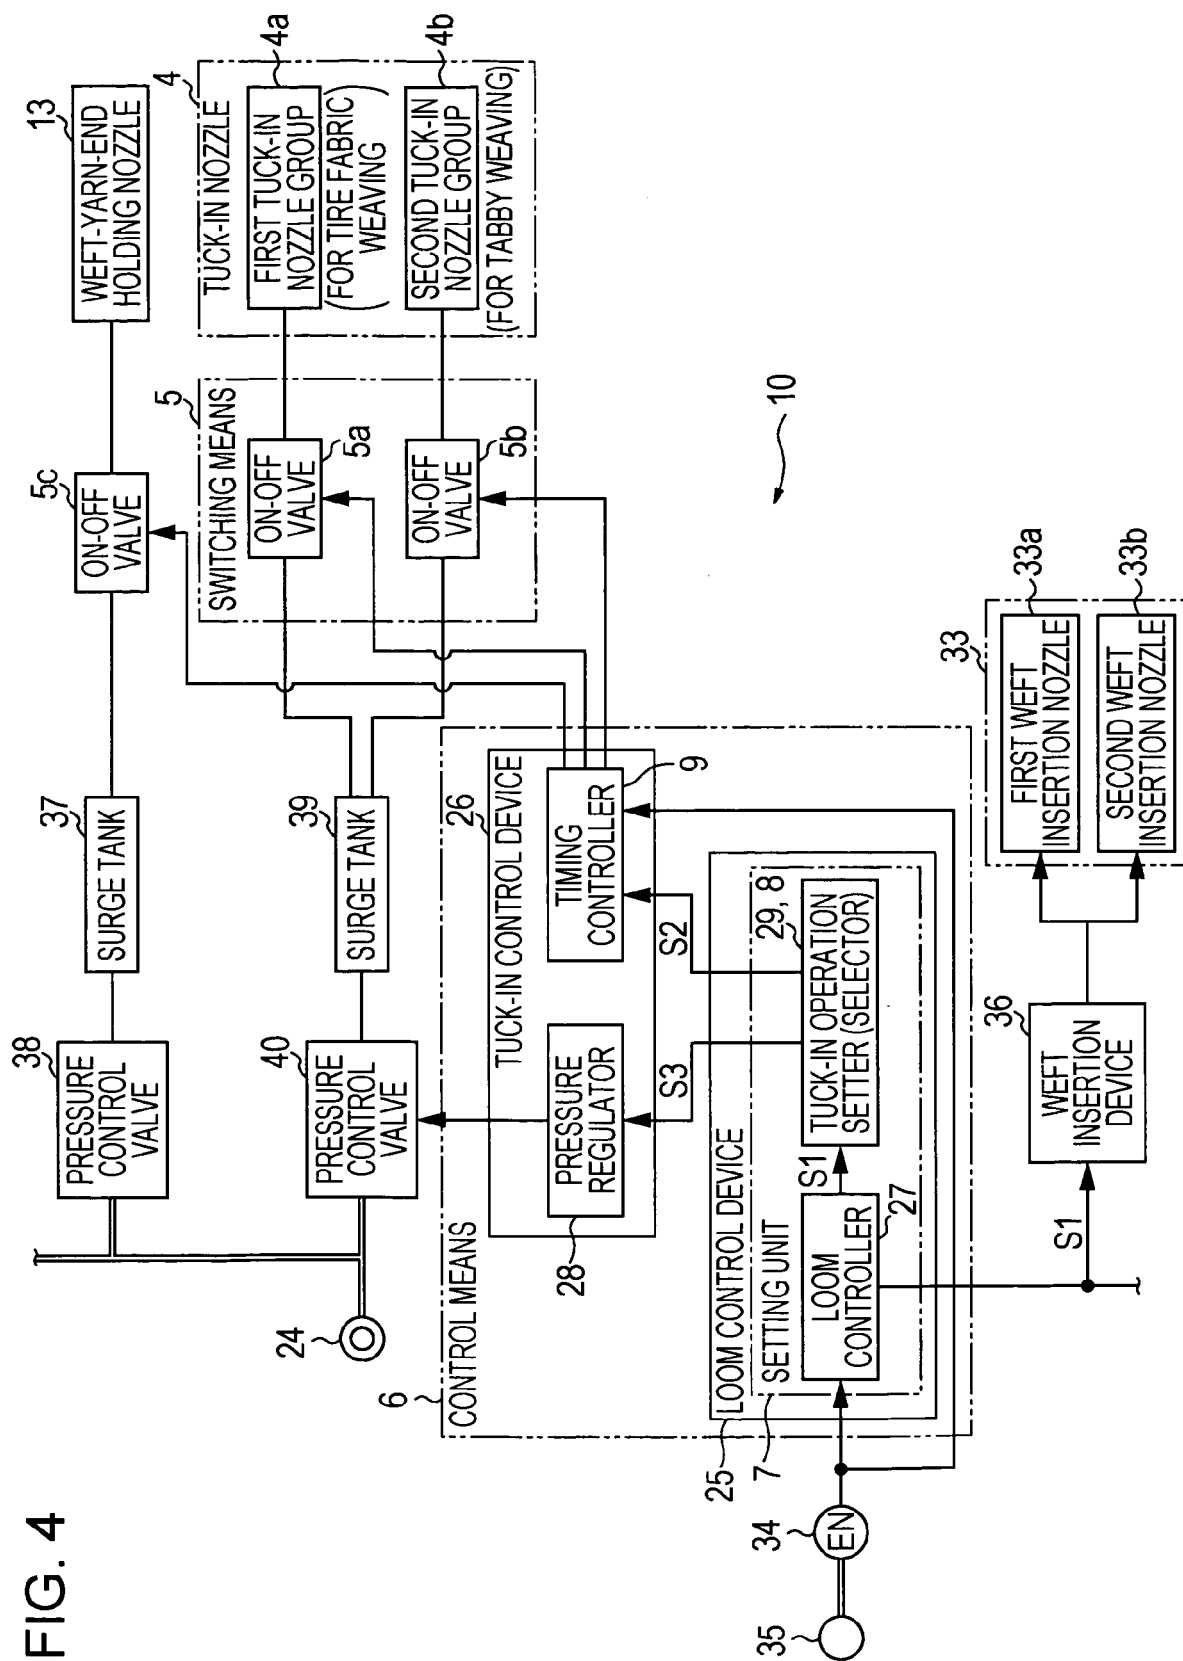 FIG. 4
24
38
PRESSURE
CONTROL
VALVE
37
SURGE TANK
5c
ON-OFF
VALVE
13
WEFT-YARN-END
HOLDING NOZZLE
40
PRESSURE
CONTROL
VALVE
39
SURGE TANK
5
SWITCHING MEANS
ON-OFF
VALVE
5a
ON-OFF
VALVE
5b
4
TUCK-IN NOZZLE
4a
FIRST TUCK-IN
NOZZLE GROUP
(FOR TIRE FABRIC
WEAVING)
4b
SECOND TUCK-IN
NOZZLE GROUP
(FOR TABBY WEAVING)
6
CONTROL MEANS
26
TUCK-IN CONTROL DEVICE
28
PRESSURE
REGULATOR
TIMING
CONTROLLER
9
S3
S2
25
LOOM CONTROL DEVICE
7
SETTING UNIT
LOOM
CONTROLLER
27
S1
29, 8
TUCK-IN OPERATION
SETTER (SELECTOR)
10
35
34
EN
S1
36
WEFT
INSERTION
DEVICE
33
FIRST WEFT
INSERTION NOZZLE
33a
SECOND WEFT
INSERTION NOZZLE
33b